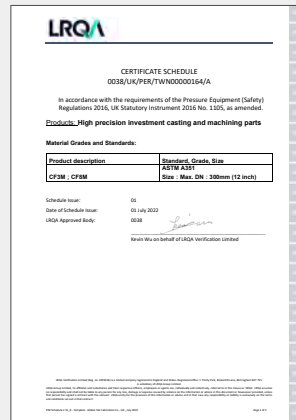 LRQA
CERTIFICATE SCHEDULE
0038/UK/PER/TWN00000164/A
In accordance with the requirements of the Pressure Equipment (Safety)
Regulations 2016, UK Statutory Instrument 2016 No. 1105, as amended.
Products: High precision investment casting and machining parts
Material Grades and Standards:
Product description
Standard, Grade, Size
CF3M ; CF8M
ASTM A351
Size : Max. DN : 300mm (12 inch)
Schedule Issue: 01
Date of Schedule Issue: 01 July 2022
LRQA Approved Body: 0038
Kevin Wu on behalf of LRQA Verification Limited